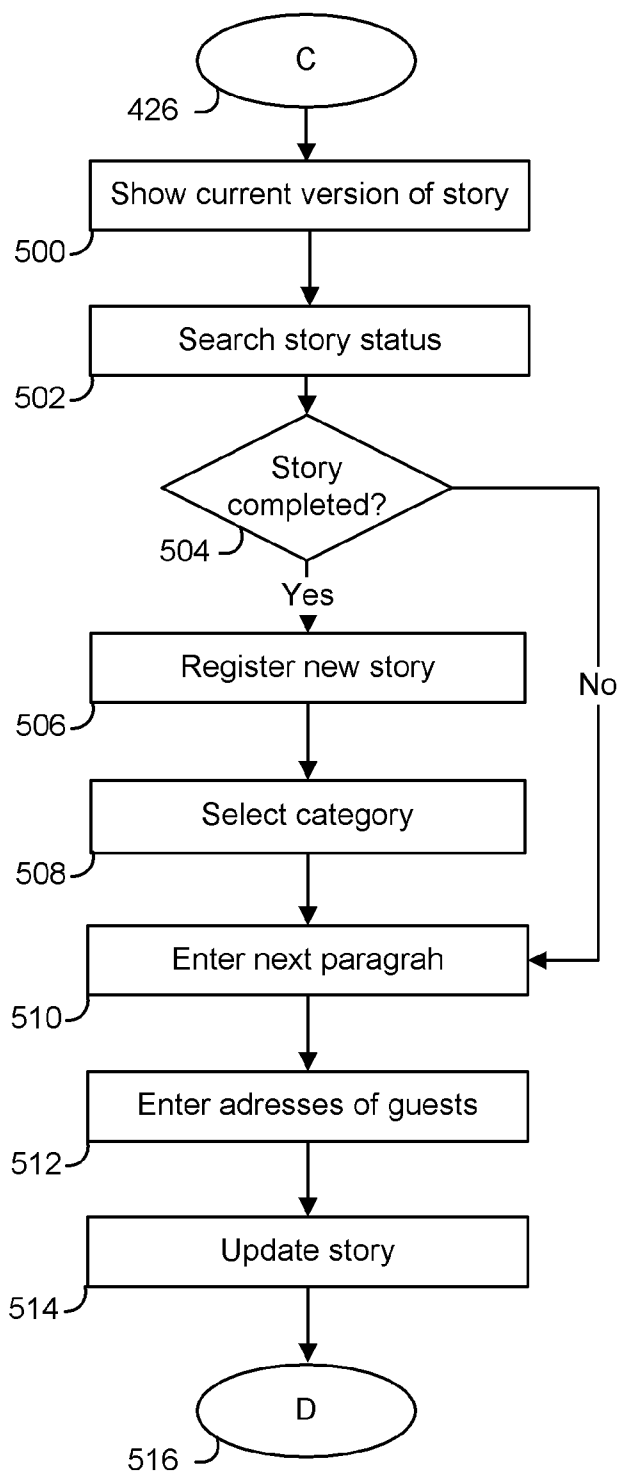 C
426
Show current version of story
500
Search story status
502
Story
completed?
504
Yes
Register new story
No
506
Select category
508
Enter next paragrah
510
Enter adresses of guests
512
Update story
514
D
516